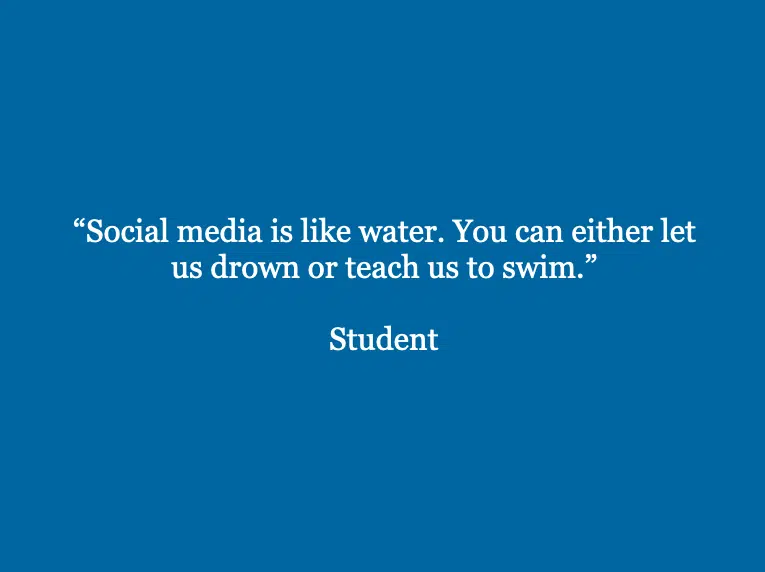 “Social media is like water. You can either let
us drown or teach us to swim.”
Student